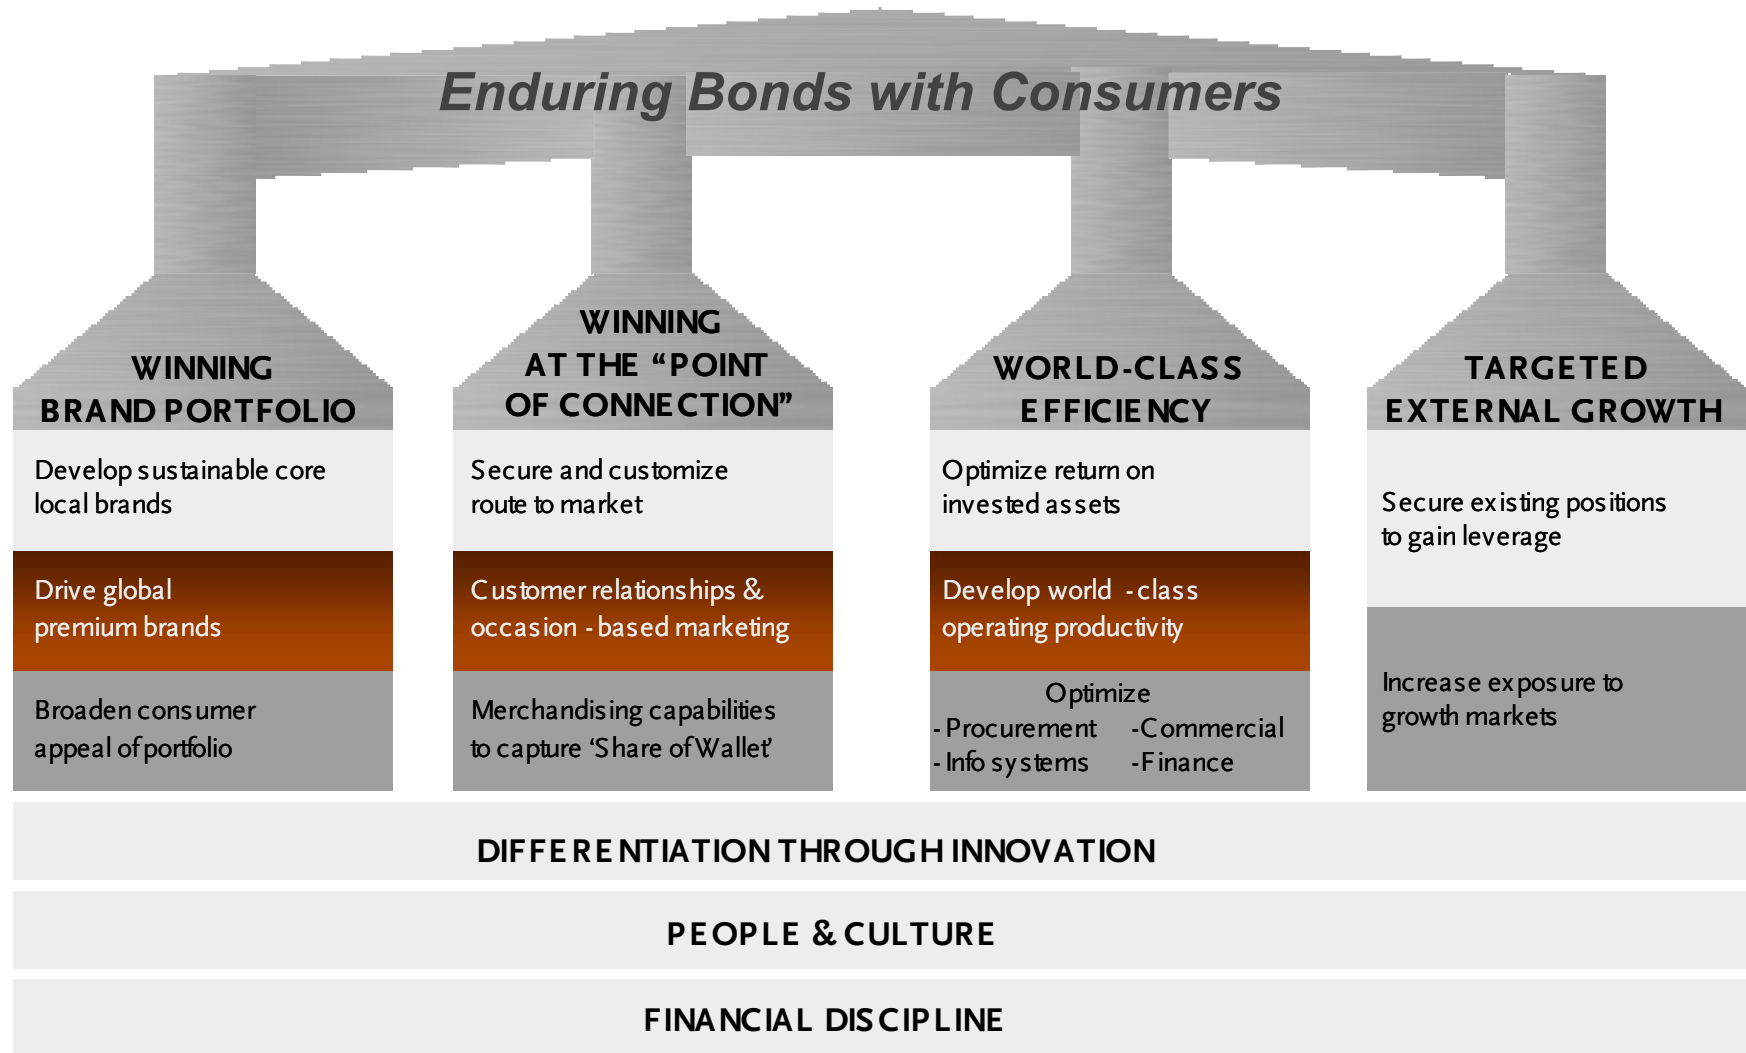 Enduring Bonds with Consumers
WINNING
BRAND PORTFOLIO
Develop sustainable core
local brands
Drive global
premium brands
Broaden consumer
appeal of portfolio
WINNING
AT THE “POINT
OF CONNECTION”
Secure and customize
route to market
Customer relationships &
occasion -based marketing
Merchandising capabilities
to capture ‘Share of Wallet’
WORLD-CLASS
EFFICIENCY
Optimize return on
invested assets
Develop world -class
operating productivity
Optimize
-Procurement -Commercial
-Info systems -Finance
TARGETED
EXTERNAL GROWTH
Secure existing positions
to gain leverage
Increase exposure to
growth markets
DIFFERENTIATION THROUGH INNOVATION
PEOPLE & CULTURE
FINANCIAL DISCIPLINE